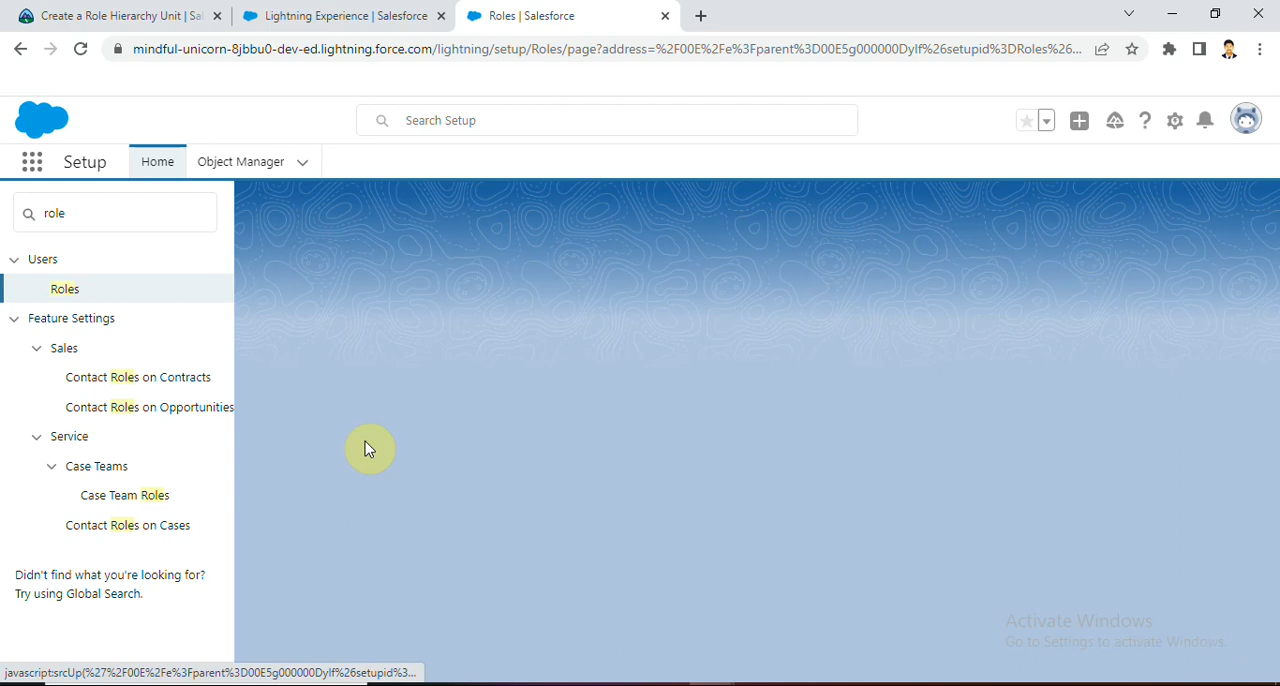 Create a Role Hierarchy Unit | Sal
Lightning Experience | Salesforce
Roles | Salesforce
mindful-unicorn-8jbbu0-dev-ed.lightning.force.com/lightning/setup/Roles/page?address=%2F00E%2Fe%3Fparent%3D00E5g000000Dylf%26setupid%3DRoles%26...
Search Setup
Setup
Home
Object Manager
role
Users
Roles
Feature Settings
Sales
Contact Roles on Contracts
Contact Roles on Opportunities
Service
Case Teams
Case Team Roles
Contact Roles on Cases
Didn't find what you're looking for?
Try using Global Search.
Activate Windows
Go to Settings to activate Windows.
javascript:srcUp(%27%2F00E%2Fe%3Fparent%3D00E5g000000Dylf%26setupid%3...